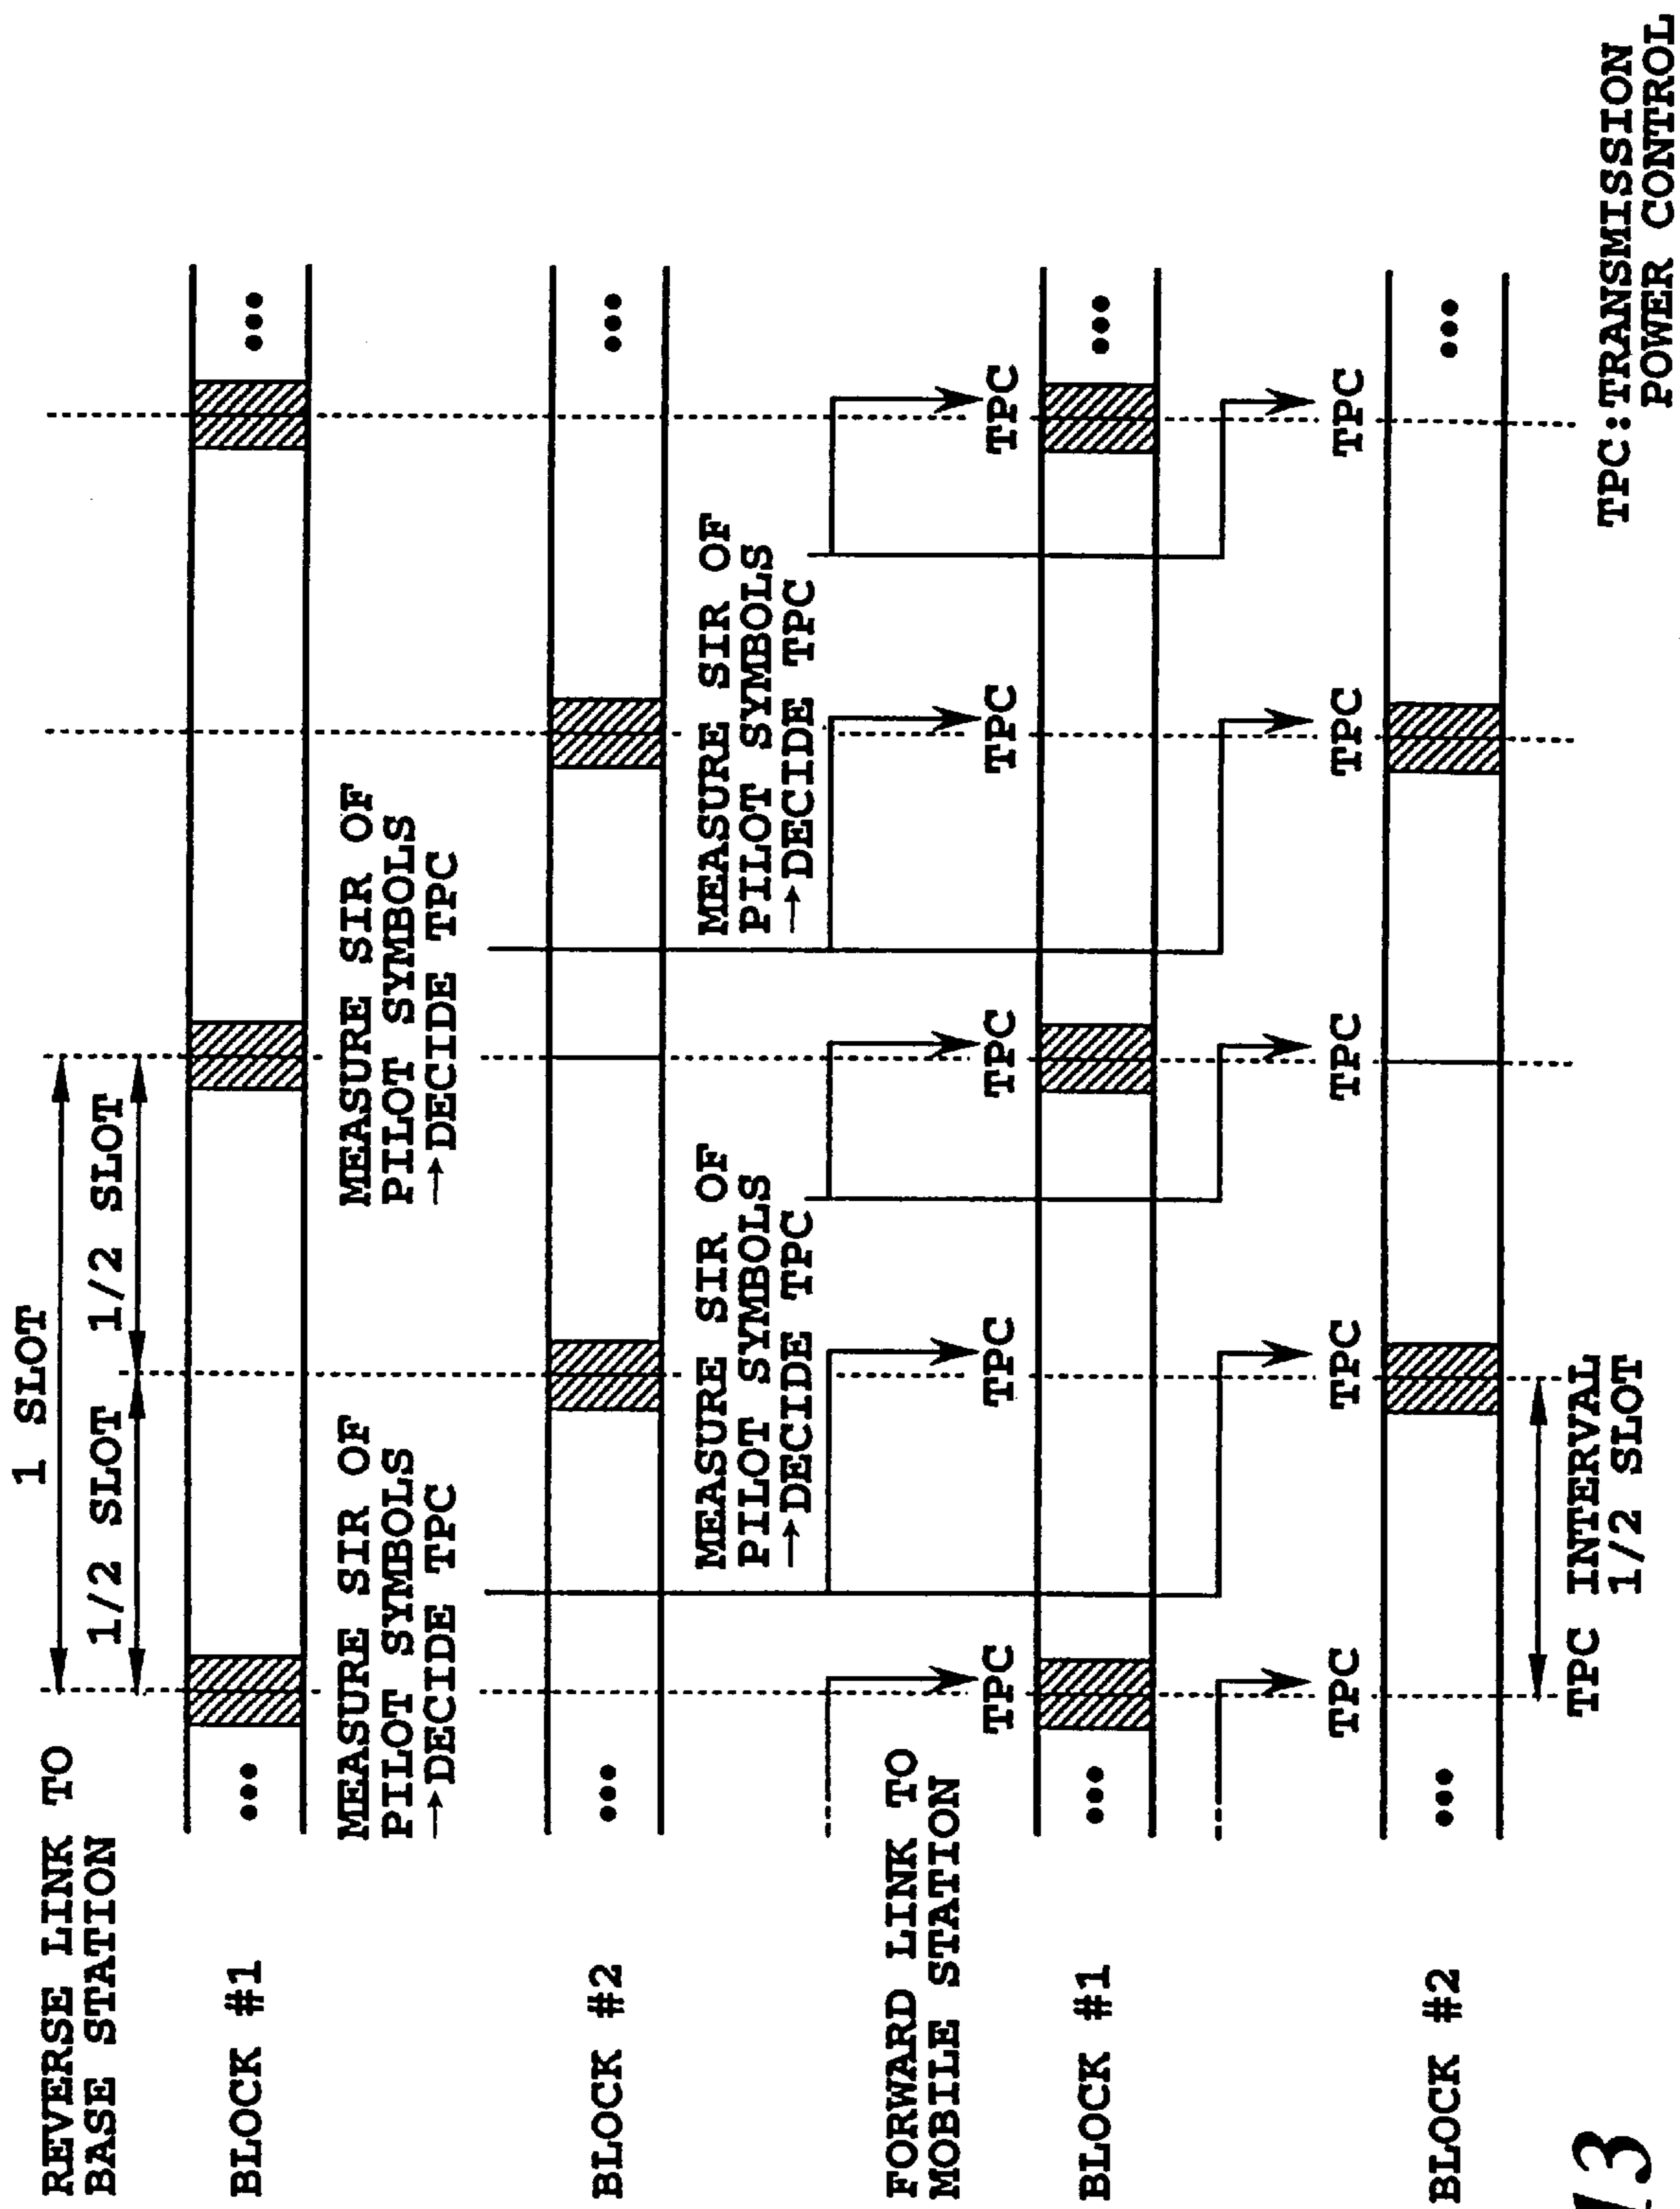 REVERSE LINK TO
BASE STATION
1 SLOT
1/2 SLOT 1/2 SLOT
BLOCK #1
MEASURE SIR OF
PILOT SYMBOLS
→DECIDE TPC
MEASURE SIR OF
PILOT SYMBOLS
→DECIDE TPC
BLOCK #2
MEASURE SIR OF
PILOT SYMBOLS
→DECIDE TPC
MEASURE SIR OF
PILOT SYMBOLS
→DECIDE TPC
FORWARD LINK TO
MOBILE STATION
TPC TPC TPC TPC TPC
BLOCK #1
TPC TPC TPC TPC TPC
BLOCK #2
TPC INTERVAL
1/2 SLOT
TPC:TRANSMISSION
POWER CONTROL